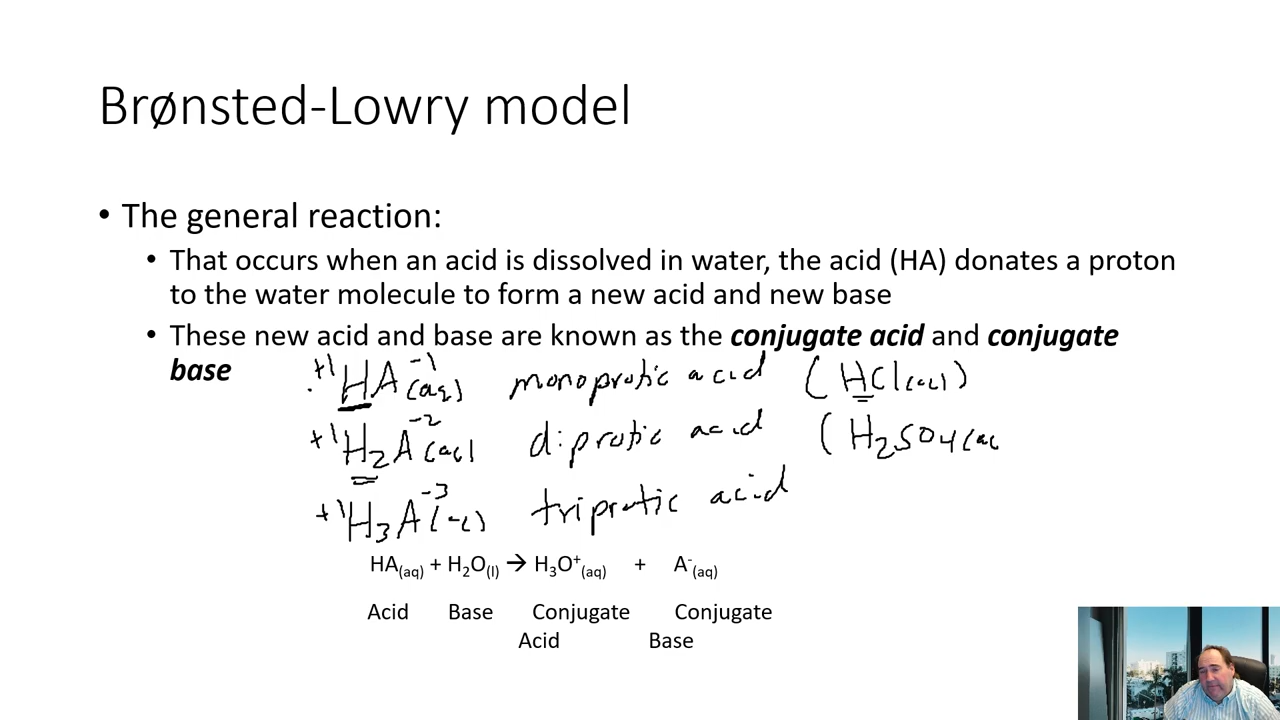 Brønsted-Lowry model
• The general reaction:
• That occurs when an acid is dissolved in water, the acid (HA) donates a proton
to the water molecule to form a new acid and new base
• These new acid and base are known as the conjugate acid and conjugate
base
+1 HA -1 (aq) monoprotic acid (HCl(aq))
+1 H2A -2 (aq) diprotic acid (H2SO4(aq
+1 H3A -3 (aq) triprotic acid
HA(aq) + H2O(l) → H3O+(aq) + A-(aq)
Acid Base Conjugate Conjugate
Acid Base